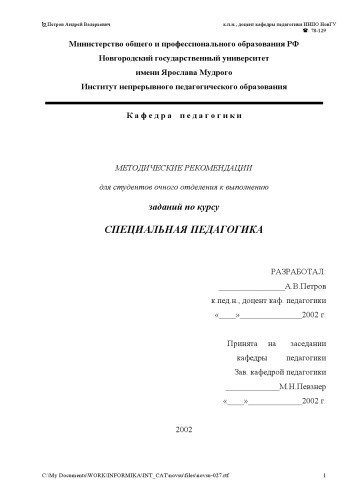 Петров Андрей Валерьевич к.п.н., доцент кафедры педагогики ИНПО НовГУ
☎: 78-129
Министерство общего и профессионального образования РФ
Новгородский государственный университет
имени Ярослава Мудрого
Институт непрерывного педагогического образования
Кафедра педагогики
МЕТОДИЧЕСКИЕ РЕКОМЕНДАЦИИ
для студентов очного отделения к выполнению
заданий по курсу
СПЕЦИАЛЬНАЯ ПЕДАГОГИКА
РАЗРАБОТАЛ:
________________А.В.Петров
к.пед.н., доцент каф. педагогики
«____»_______________2002 г.
Принята на заседании
кафедры педагогики
Зав. кафедрой педагогики
_____________М.Н.Певзнер
«____»_____________2002 г.
2002
C:\My Documents\WORK\INFORMIKA\INT_CAT\novsu\files\novsu-027.rtf 1